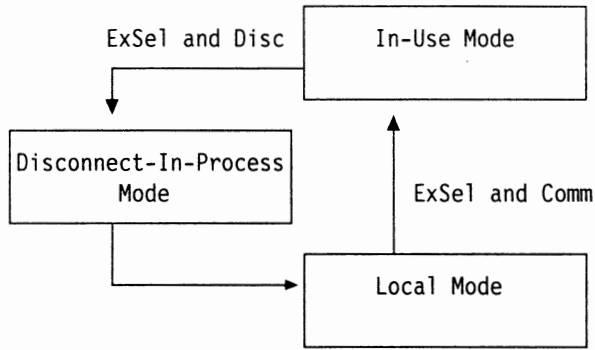 ExSel and Disc
In-Use Mode
Disconnect-In-Process
Mode
ExSel and Comm
Local Mode